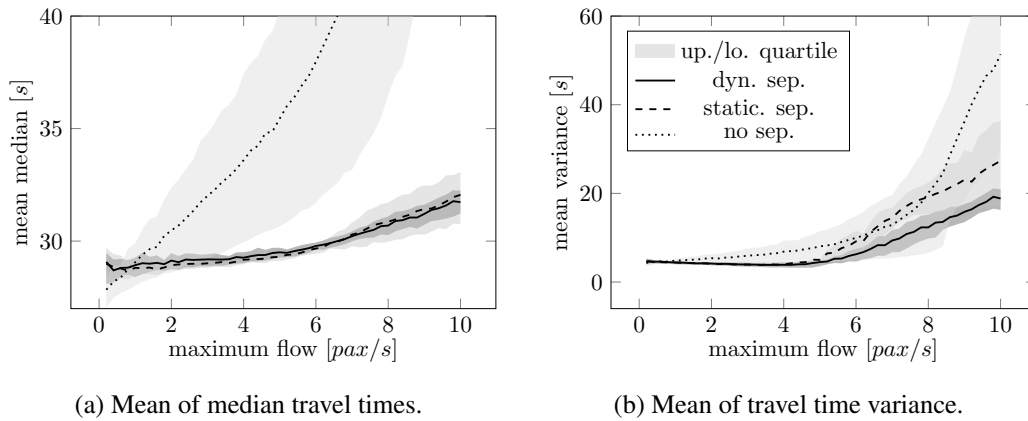 40
35
30
mean median [s]
0 2 4 6 8 10
maximum flow [pax/s]
(a) Mean of median travel times.
60
40
20
0
mean variance [s]
up./lo. quartile
dyn. sep.
static. sep.
no sep.
0 2 4 6 8 10
maximum flow [pax/s]
(b) Mean of travel time variance.